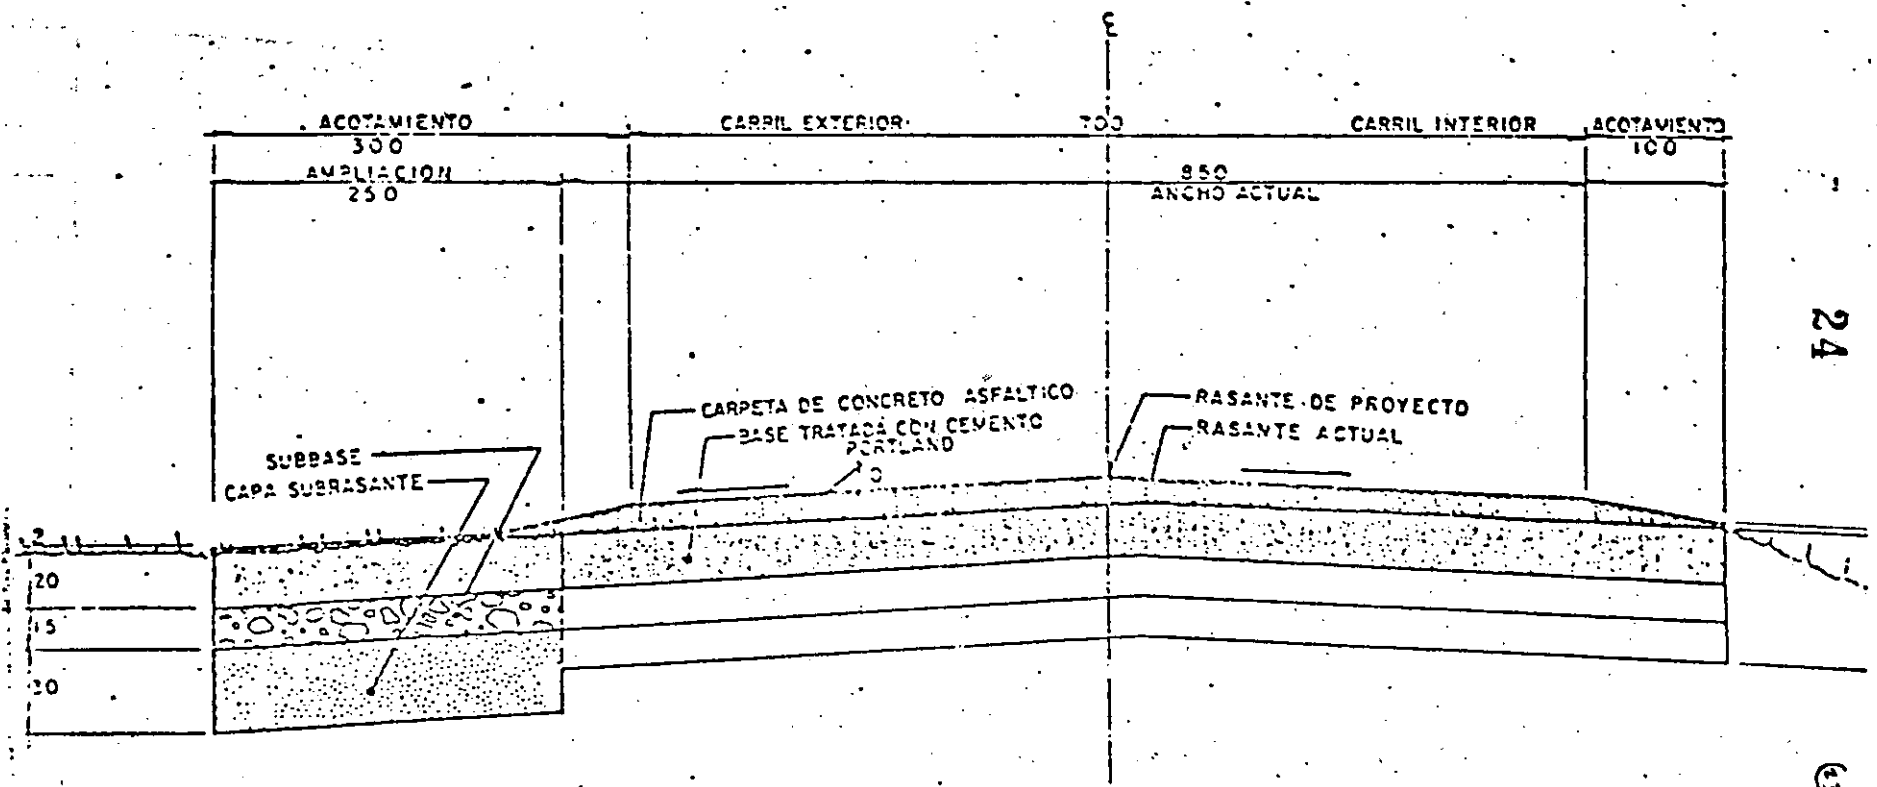 ACOTAMIENTO
300
CARRIL EXTERIOR
700
CARRIL INTERIOR
ACOTAMIENTO
100
AMPLIACION
250
850
ANCHO ACTUAL
24
CARPETA DE CONCRETO ASFALTICO
BASE TRATADA CON CEMENTO
PORTLAND
RASANTE DE PROYECTO
RASANTE ACTUAL
SUBBASE
CAPA SUBRASANTE
2
20
15